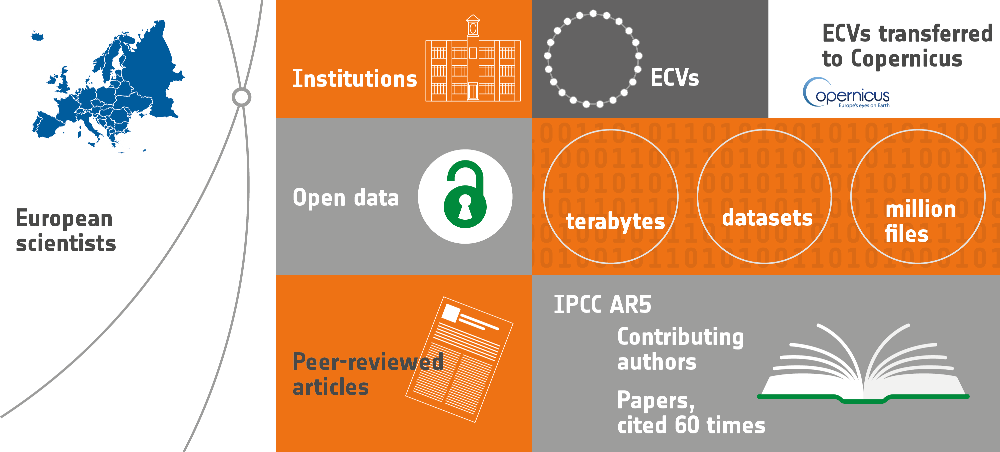 European
scientists
Institutions
ECVs
ECVs transferred
to Copernicus
Copernicus
Europe's eyes on Earth
Open data
terabytes
datasets
million
files
Peer-reviewed
articles
IPCC AR5
Contributing
authors
Papers,
cited 60 times